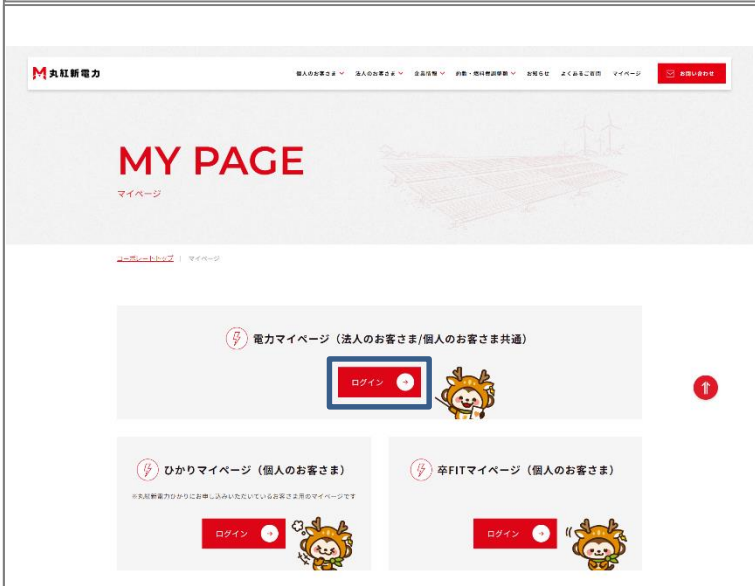 丸紅新電力
個人のお客さま 法人のお客さま 企業情報 約款・燃料費調整額 お知らせ よくあるご質問 マイページ お問い合わせ
MY PAGE
マイページ
コーポレートトップ | マイページ
電力マイページ（法人のお客さま/個人のお客さま共通）
ログイン
ひかりマイページ（個人のお客さま）
※丸紅新電力ひかりにお申し込みいただいているお客さま用のマイページです
ログイン
卒FITマイページ（個人のお客さま）
ログイン